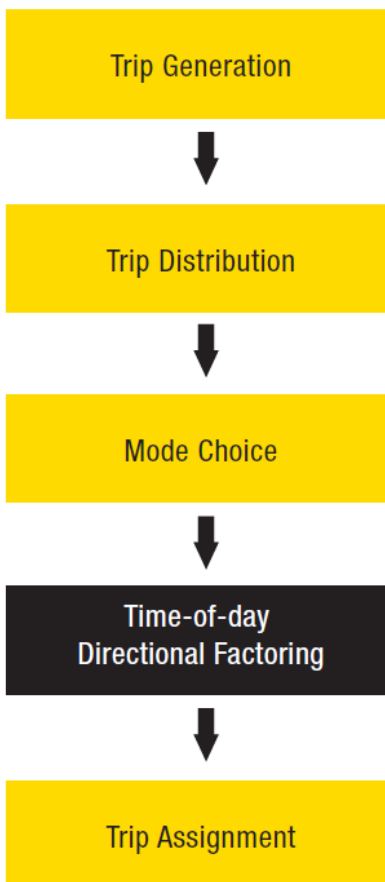 Trip Generation
Trip Distribution
Mode Choice
Time-of-day
Directional Factoring
Trip Assignment